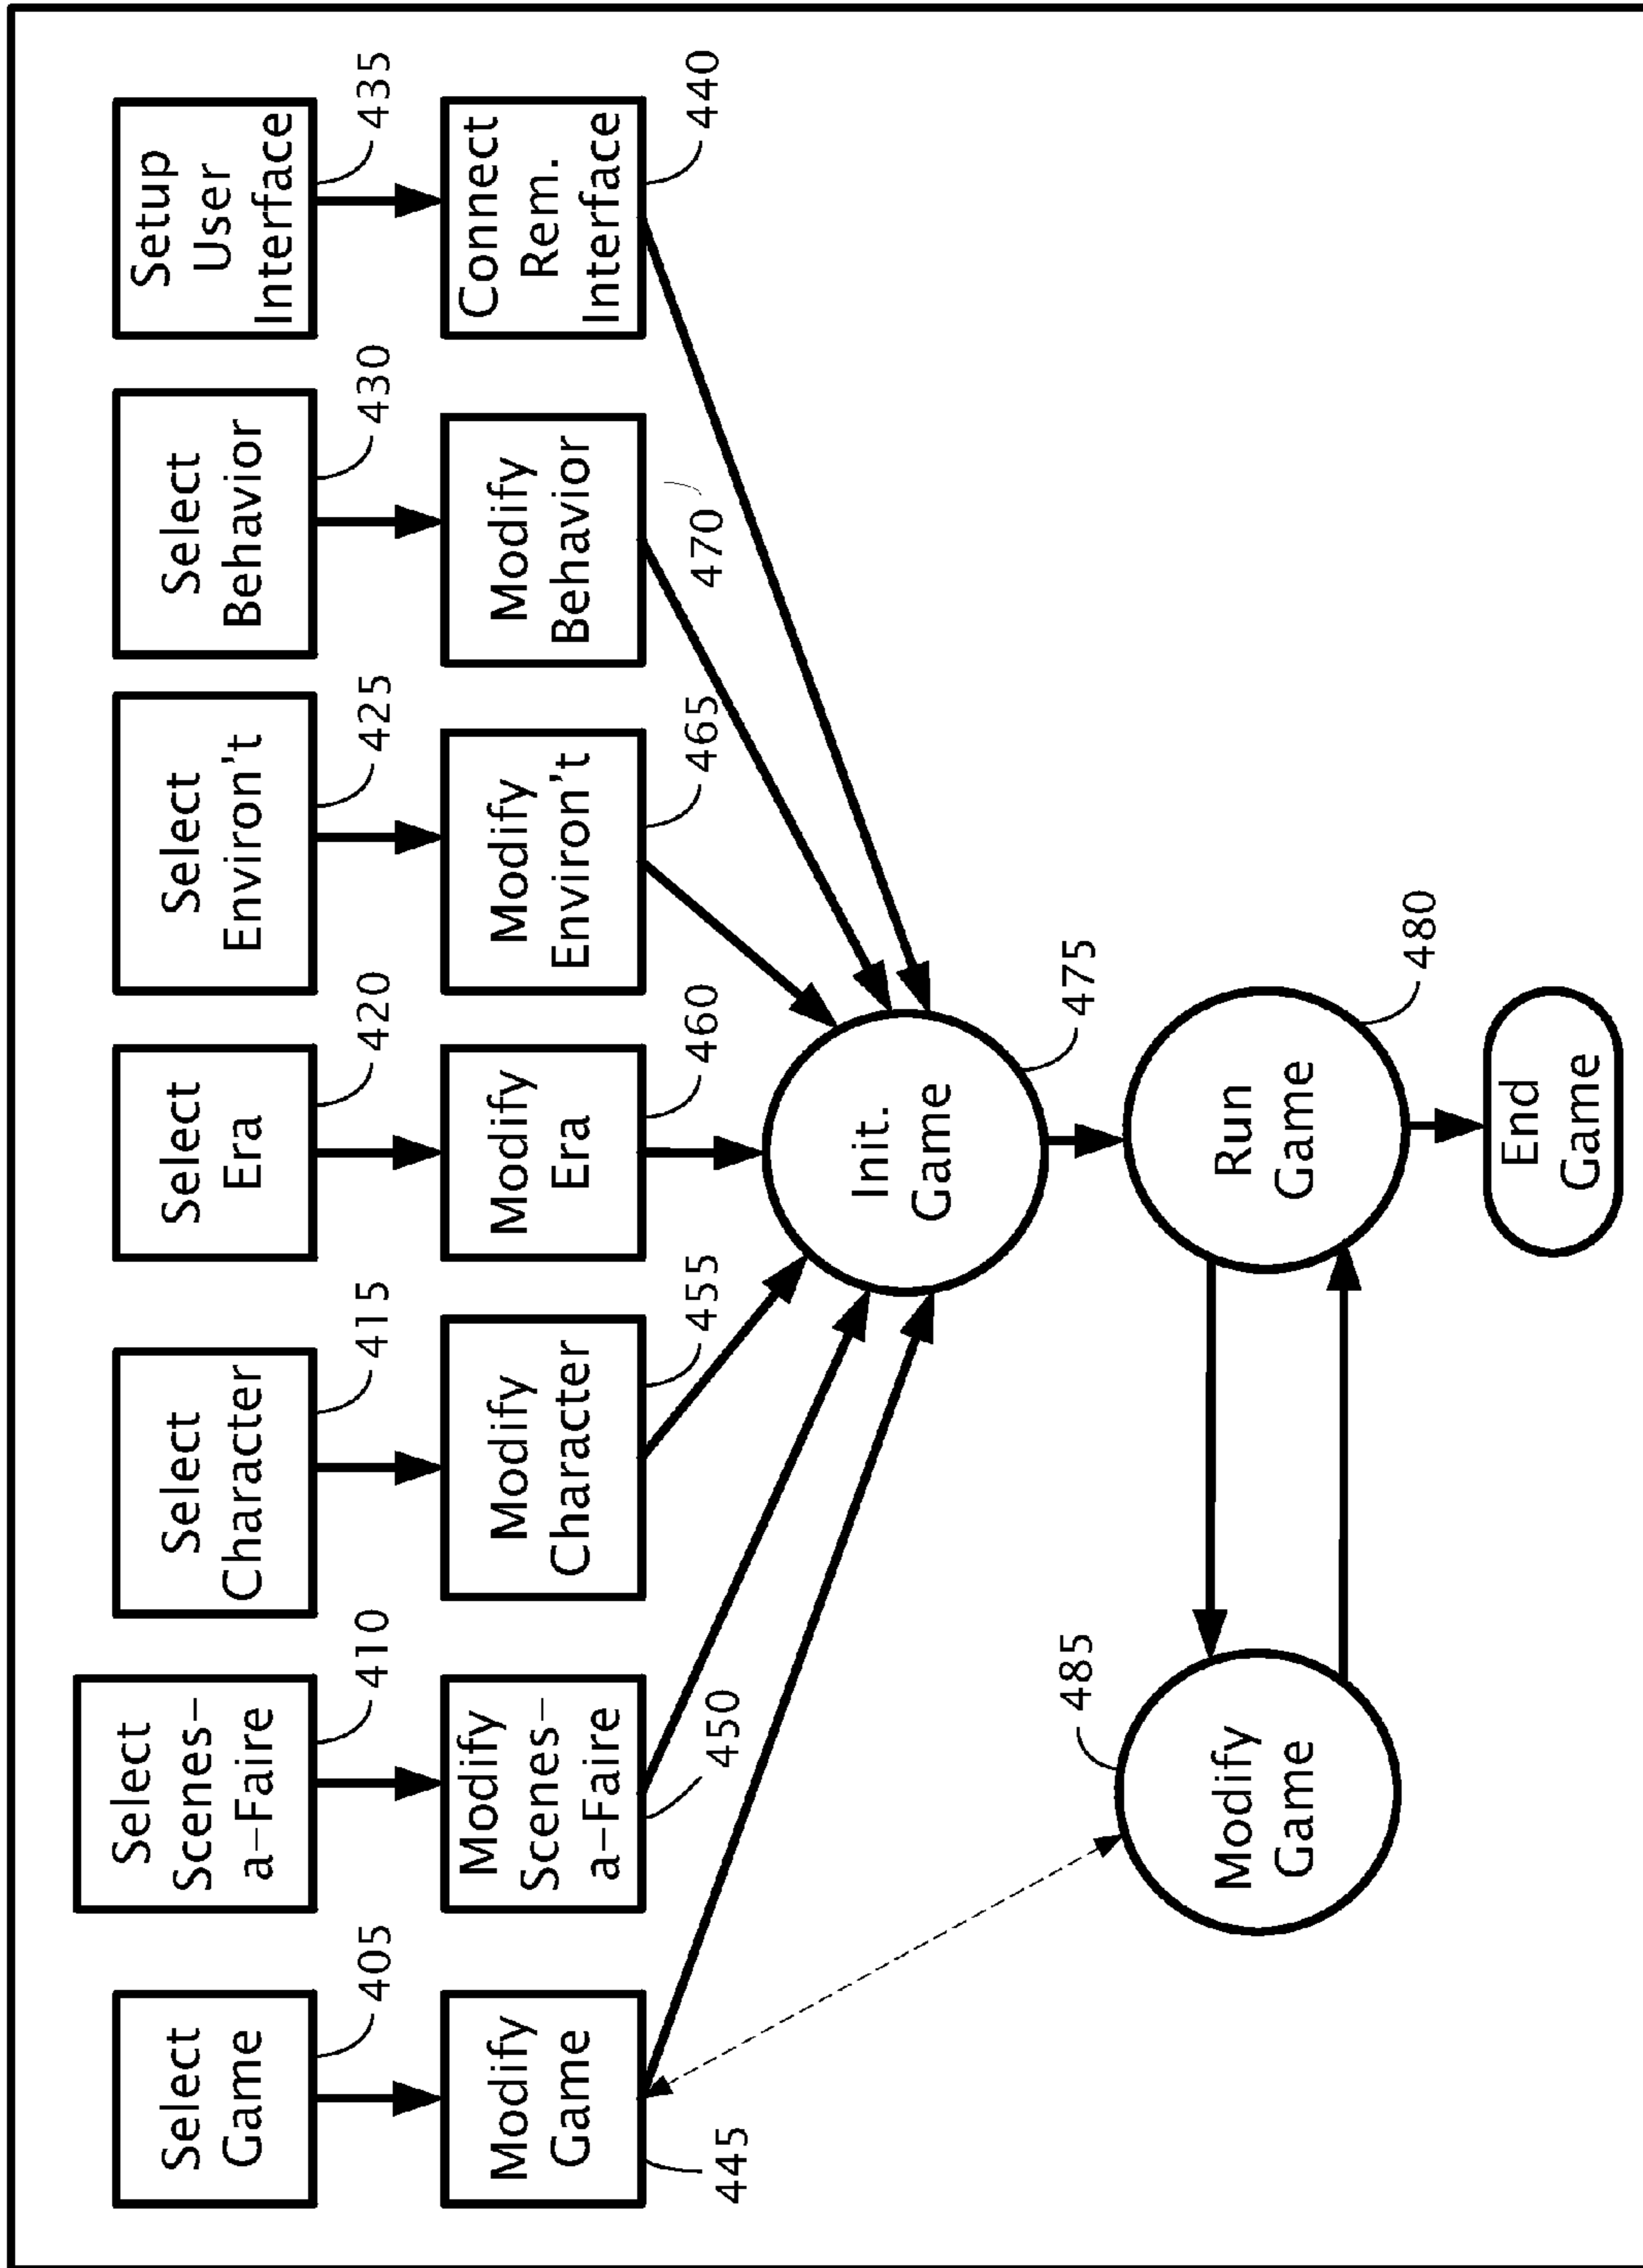 Select
Game
405
Select
Scenes-
a-Faire
410
Select
Character
415
Select
Era
420
Select
Environ't
425
Select
Behavior
430
Setup
User
Interface
435
Modify
Game
445
Modify
Scenes-
a-Faire
450
Modify
Character
455
Modify
Era
460
Modify
Environ't
465
Modify
Behavior
470
Connect
Rem.
Interface
440
Init.
Game
475
Modify
Game
485
Run
Game
480
End
Game